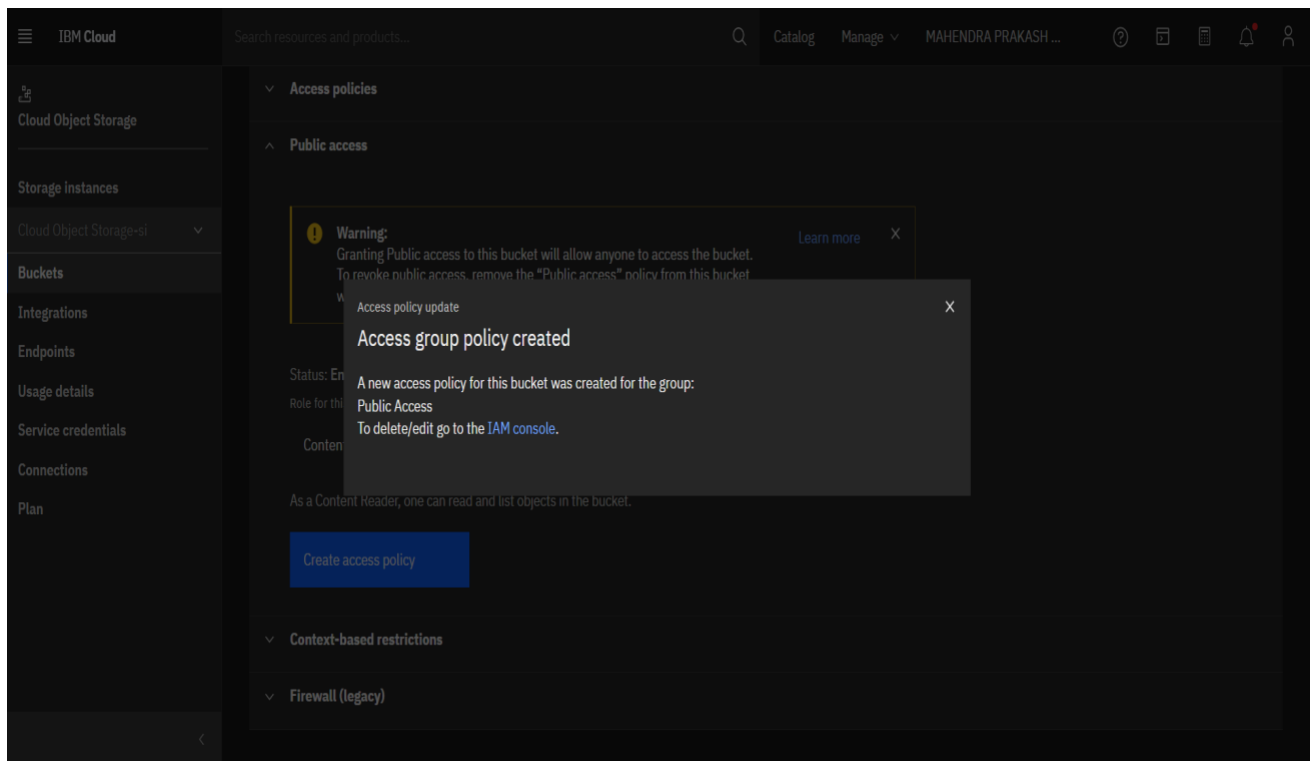 IBM Cloud
Search resources and products...
Catalog
Manage
MAHENDRA PRAKASH ...
Cloud Object Storage
Storage instances
Cloud Object Storage-si
Buckets
Integrations
Endpoints
Usage details
Service credentials
Connections
Plan
Access policies
Public access
Warning:
Learn more
X
Granting Public access to this bucket will allow anyone to access the bucket.
To revoke public access, remove the "Public access" policy from this bucket
Access policy update
X
Access group policy created
A new access policy for this bucket was created for the group:
Public Access
To delete/edit go to the IAM console.
Status: En
Role for thi
Conten
As a Content Reader, one can read and list objects in the bucket.
Create access policy
Context-based restrictions
Firewall (legacy)